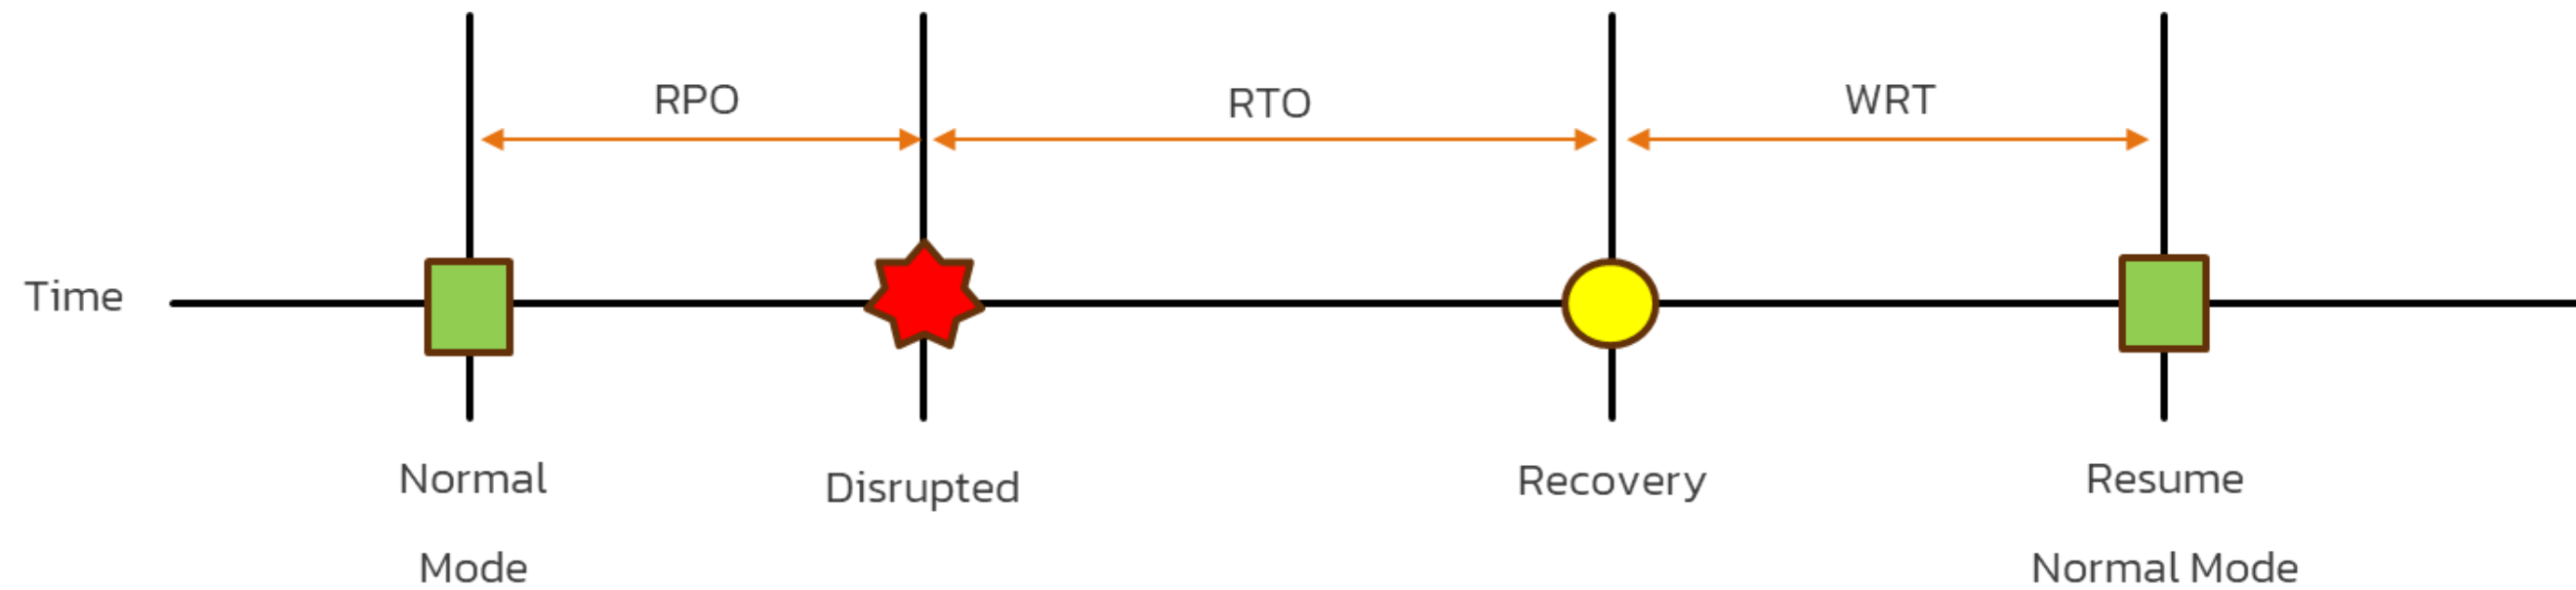 RPO
RTO
WRT
Time
Normal
Mode
Disrupted
Recovery
Resume
Normal Mode